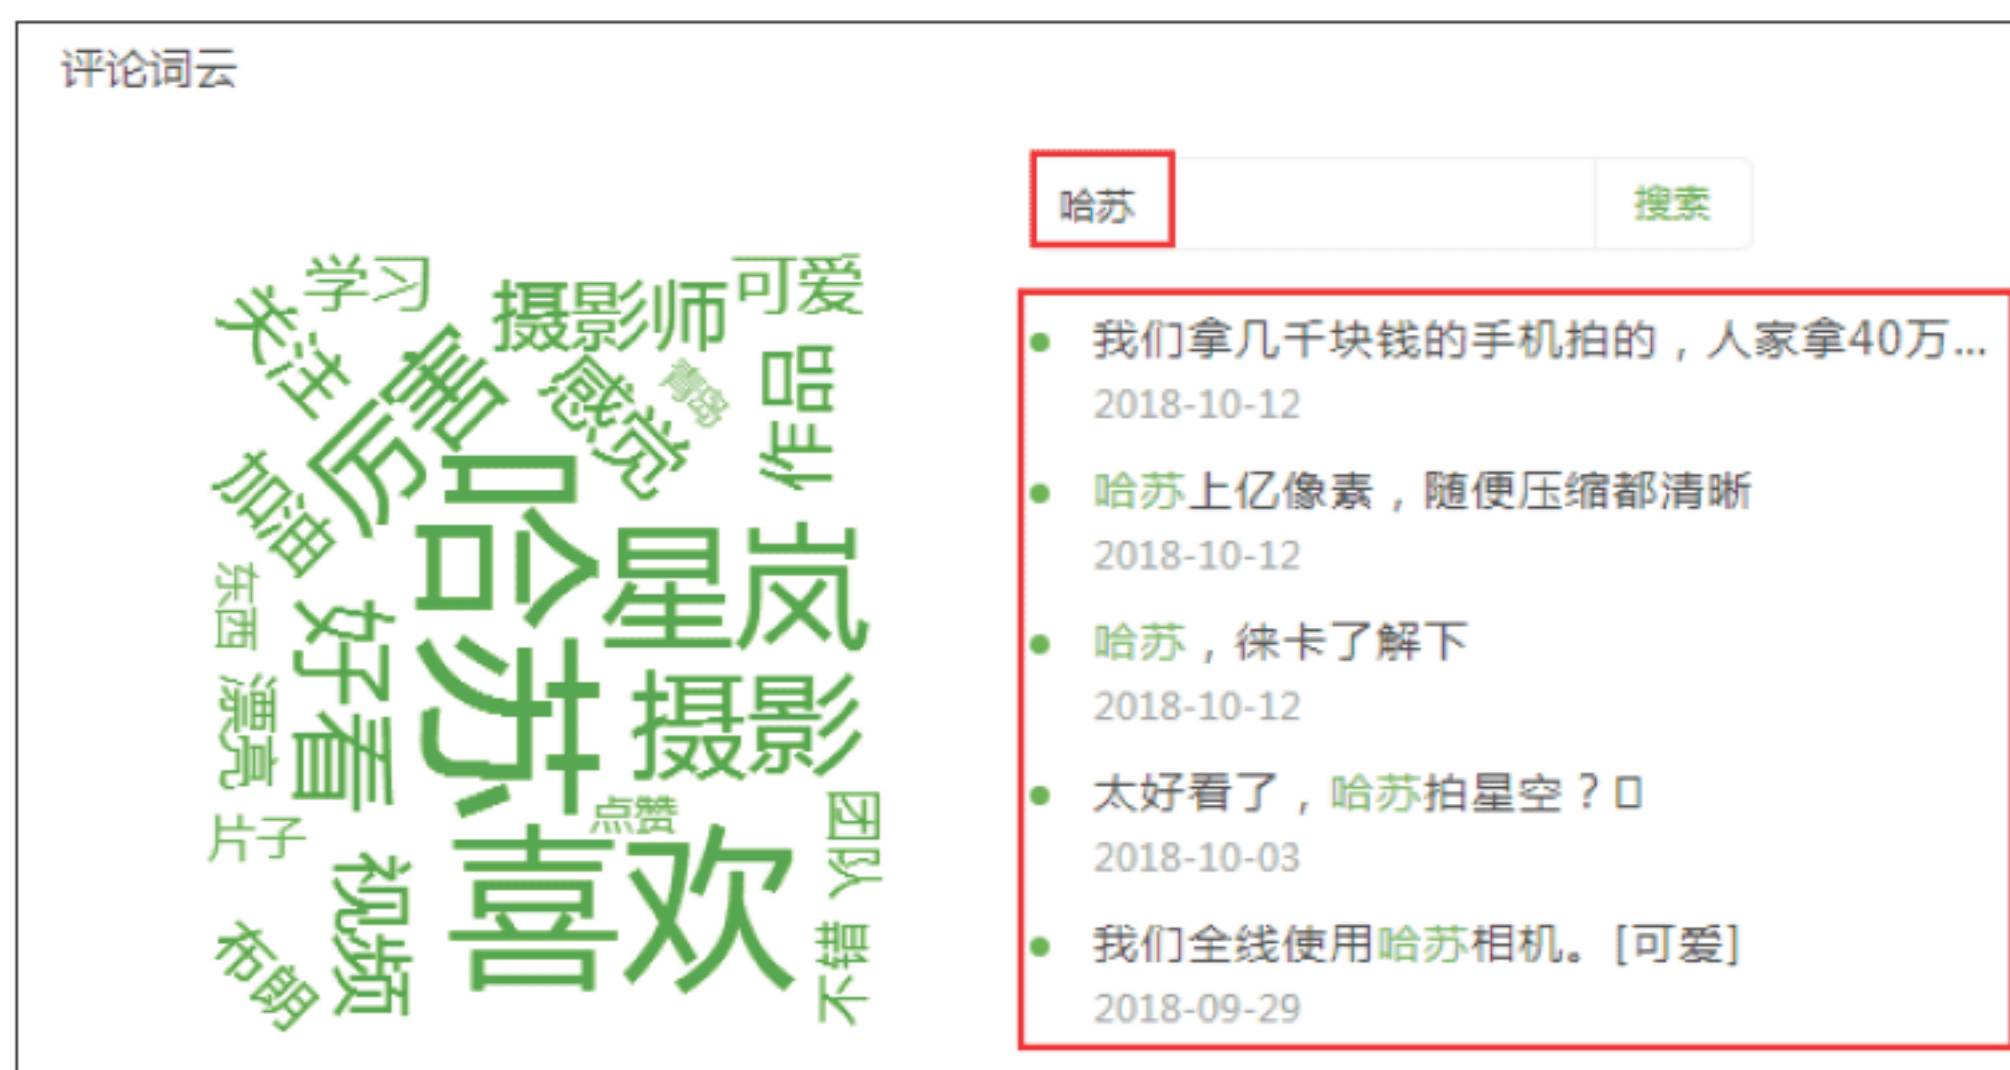 评论词云
哈苏
搜索
学习
摄影师
可爱
关注
厉害
感觉
青岛
作品
加油
哈苏
星岚
东西
好看
摄影
漂亮
点赞
片子
团队
视频
喜欢
布朗
不错
我们拿几千块钱的手机拍的，人家拿40万...
2018-10-12
哈苏上亿像素，随便压缩都清晰
2018-10-12
哈苏，徕卡了解下
2018-10-12
太好看了，哈苏拍星空？
2018-10-03
我们全线使用哈苏相机。[可爱]
2018-09-29